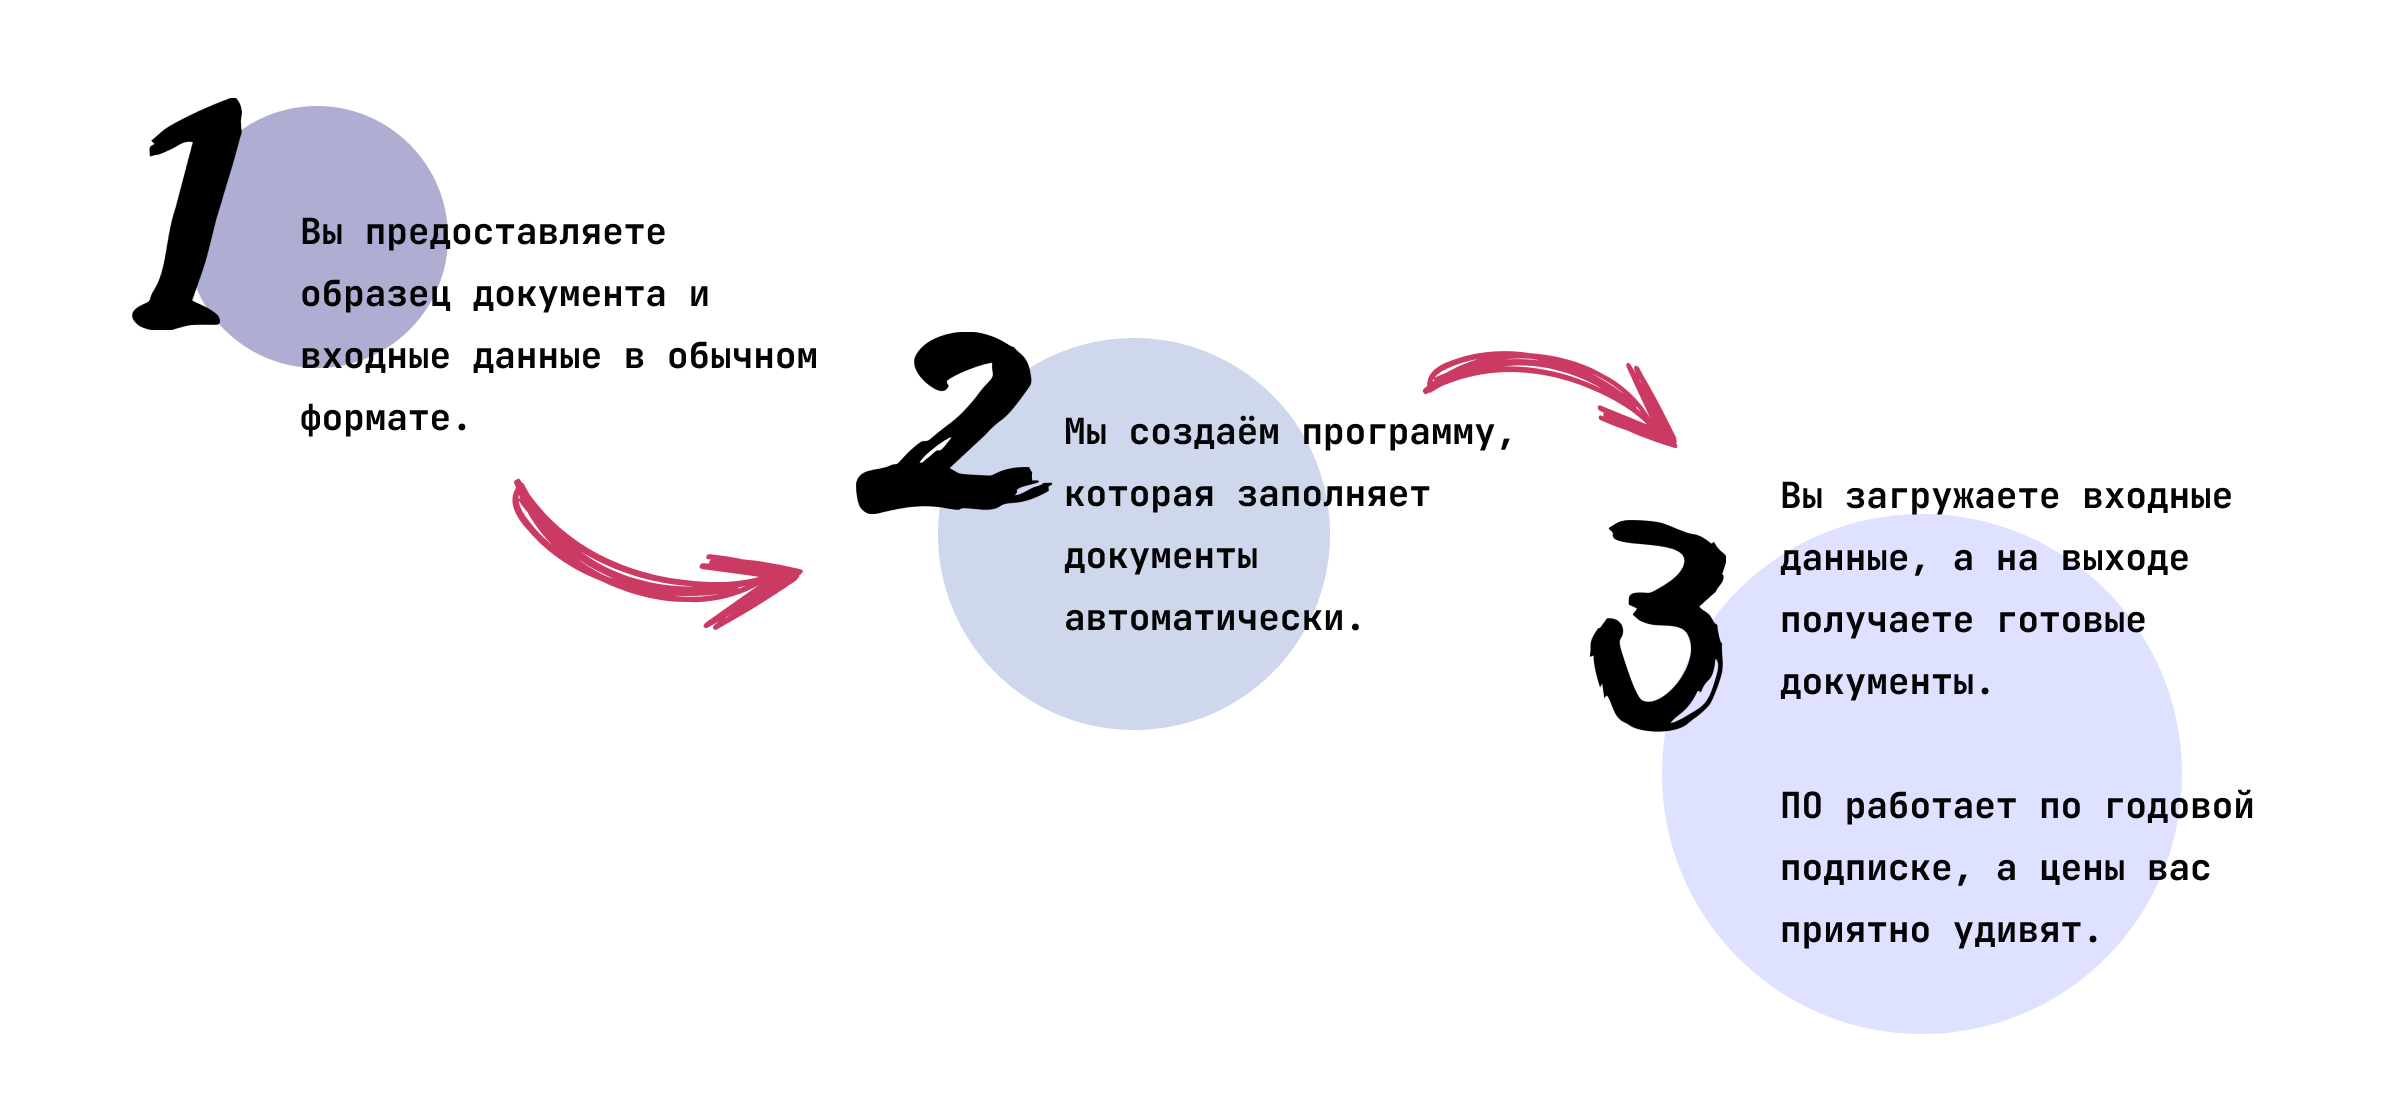 1
Вы предоставляете
образец документа и
входные данные в обычном
формате.
2
Мы создаём программу,
которая заполняет
документы
автоматически.
3
Вы загружаете входные
данные, а на выходе
получаете готовые
документы.
ПО работает по годовой
подписке, а цены вас
приятно удивят.